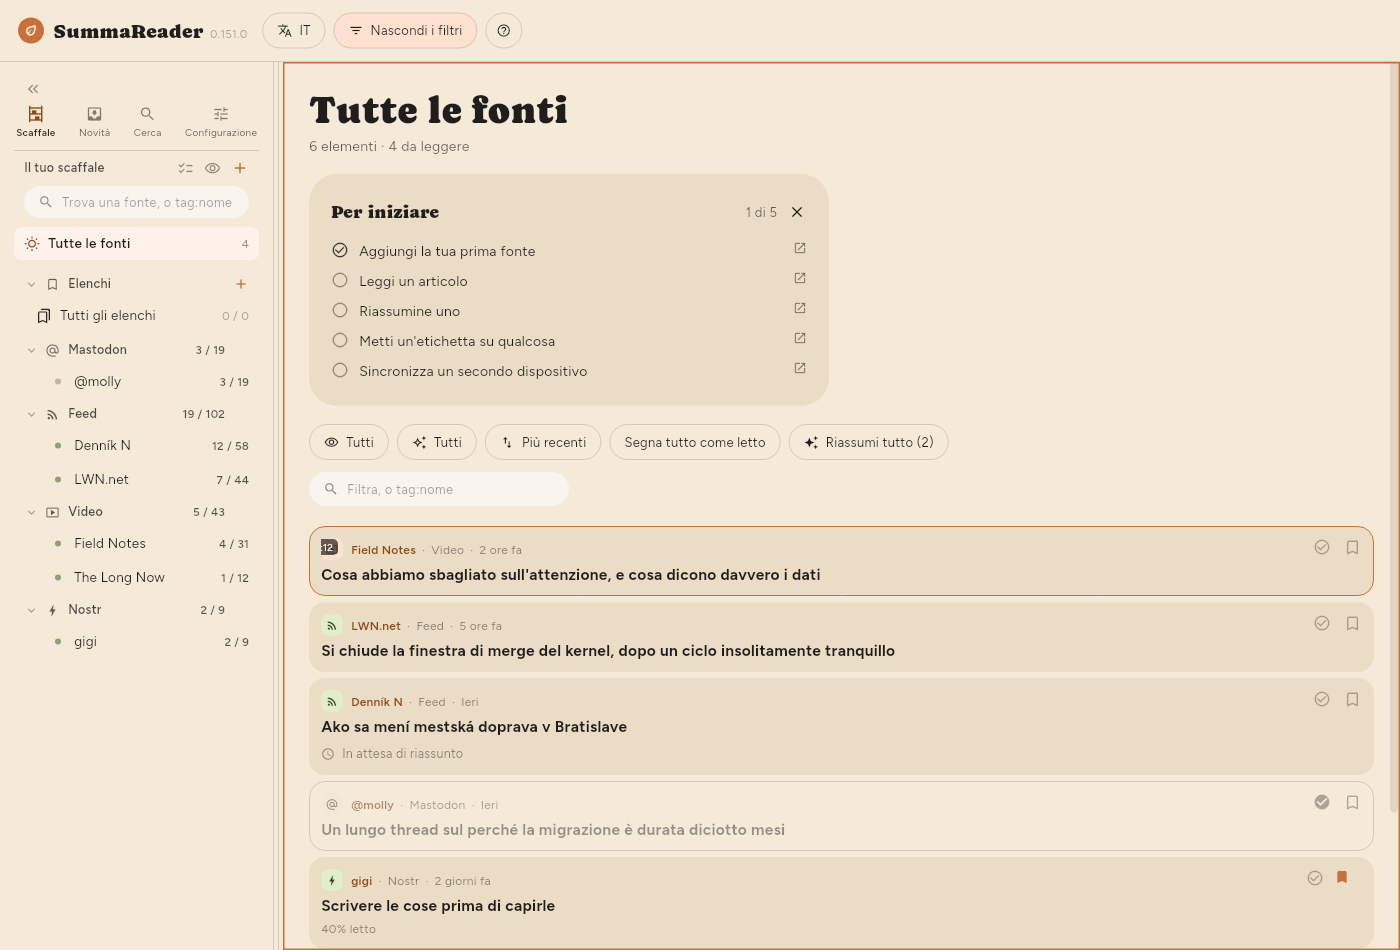 SummaReader 0.151.0 IT Nascondi i filtri
Scaffale Novità Cerca Configurazione
Il tuo scaffale
Trova una fonte, o tag:nome
Tutte le fonti 4
Elenchi
Tutti gli elenchi 0 / 0
Mastodon 3 / 19
@molly 3 / 19
Feed 19 / 102
Denník N 12 / 58
LWN.net 7 / 44
Video 5 / 43
Field Notes 4 / 31
The Long Now 1 / 12
Nostr 2 / 9
gigi 2 / 9
Tutte le fonti
6 elementi · 4 da leggere
Per iniziare 1 di 5
Aggiungi la tua prima fonte
Leggi un articolo
Riassumine uno
Metti un'etichetta su qualcosa
Sincronizza un secondo dispositivo
Tutti Tutti Più recenti Segna tutto come letto Riassumi tutto (2)
Filtra, o tag:nome
:12 Field Notes · Video · 2 ore fa
Cosa abbiamo sbagliato sull'attenzione, e cosa dicono davvero i dati
LWN.net · Feed · 5 ore fa
Si chiude la finestra di merge del kernel, dopo un ciclo insolitamente tranquillo
Denník N · Feed · Ieri
Ako sa mení mestská doprava v Bratislave
In attesa di riassunto
@molly · Mastodon · Ieri
Un lungo thread sul perché la migrazione è durata diciotto mesi
gigi · Nostr · 2 giorni fa
Scrivere le cose prima di capirle
40% letto